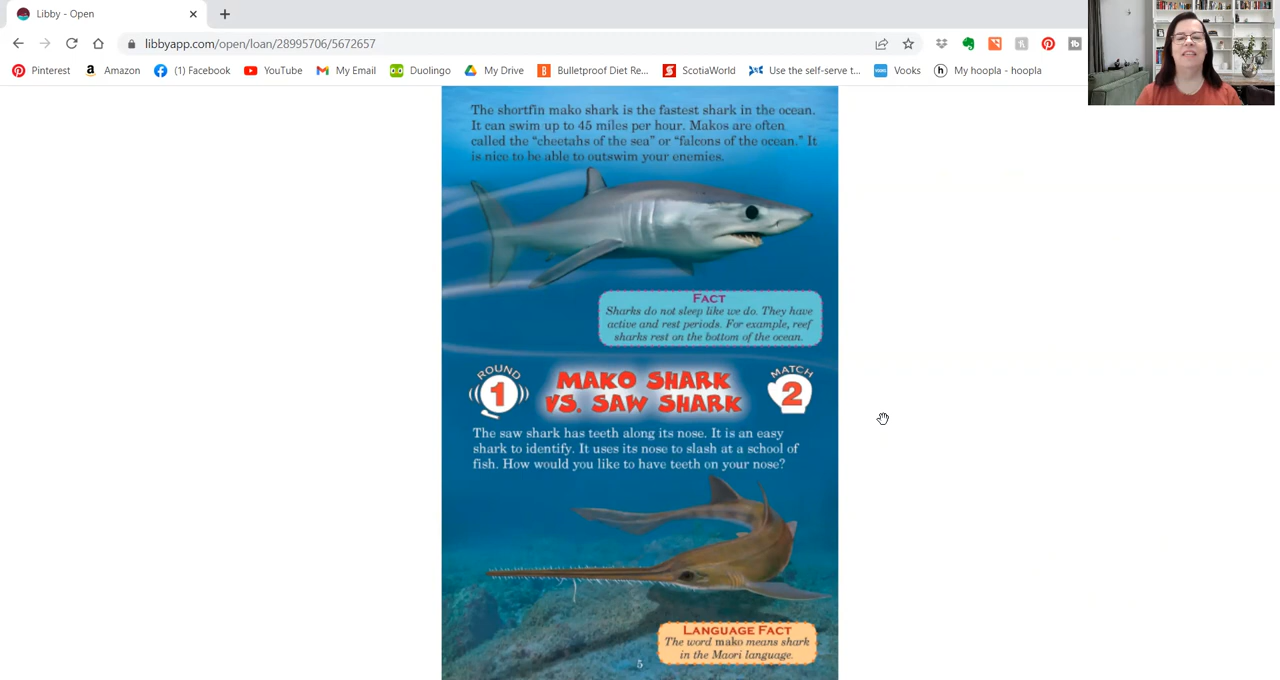 Libby - Open
libbyapp.com/open/loan/28995706/5672657
Pinterest Amazon (1) Facebook YouTube My Email Duolingo My Drive Bulletproof Diet Re... ScotiaWorld Use the self-serve t... Vooks My hoopla - hoopla
The shortfin mako shark is the fastest shark in the ocean.
It can swim up to 45 miles per hour. Makos are often
called the “cheetahs of the sea” or “falcons of the ocean.” It
is nice to be able to outswim your enemies.
FACT
Sharks do not sleep like we do. They have
active and rest periods. For example, reef
sharks rest on the bottom of the ocean.
ROUND
1
MAKO SHARK
VS. SAW SHARK
MATCH
2
The saw shark has teeth along its nose. It is an easy
shark to identify. It uses its nose to slash at a school of
fish. How would you like to have teeth on your nose?
LANGUAGE FACT
The word mako means shark
in the Maori language.
5